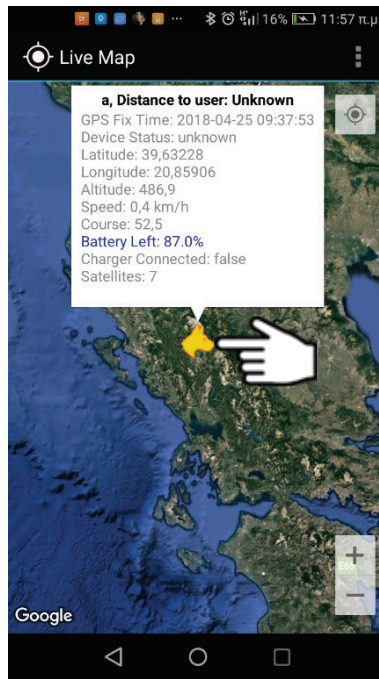 16% 11:57 π.μ
Live Map
a, Distance to user: Unknown
GPS Fix Time: 2018-04-25 09:37:53
Device Status: unknown
Latitude: 39,63228
Longitude: 20,85906
Altitude: 486,9
Speed: 0,4 km/h
Course: 52,5
Battery Left: 87.0%
Charger Connected: false
Satellites: 7
+
E65
−
Google